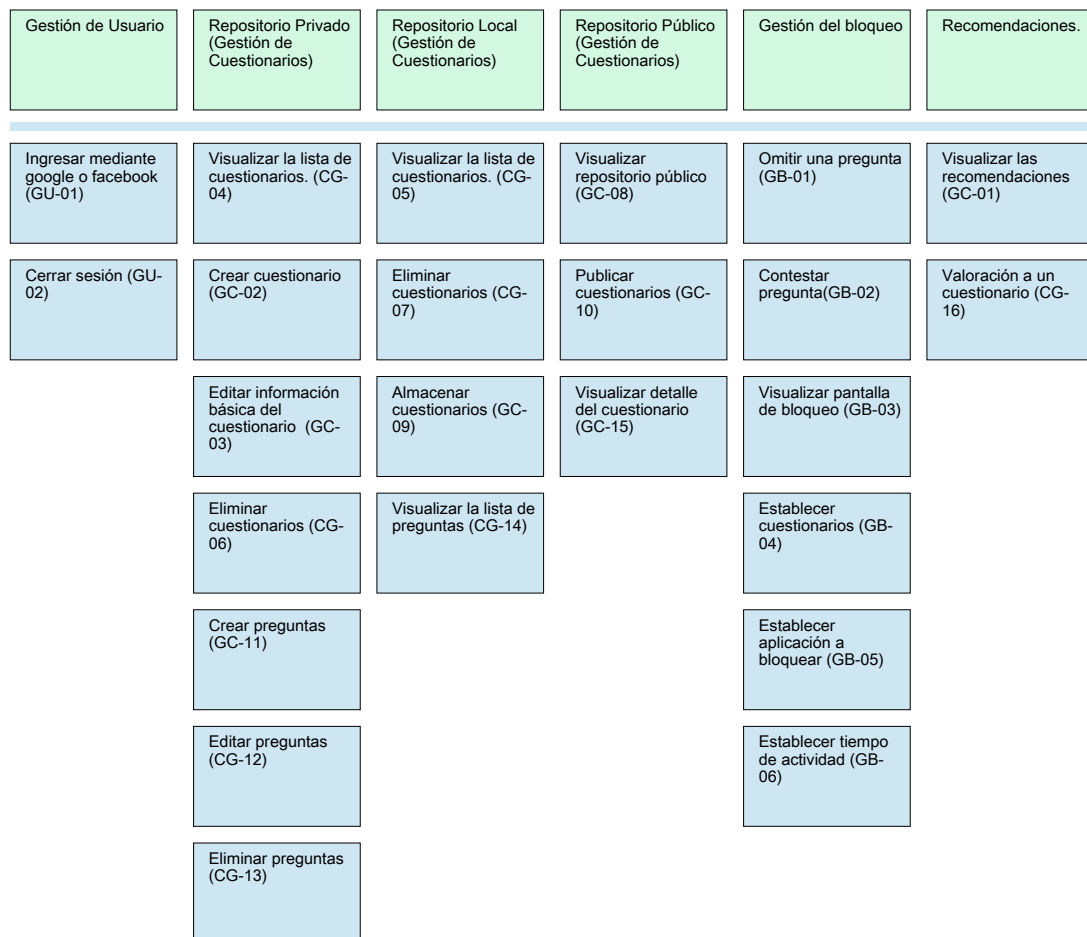 Gestión de Usuario
Repositorio Privado
(Gestión de
Cuestionarios)
Repositorio Local
(Gestión de
Cuestionarios)
Repositorio Público
(Gestión de
Cuestionarios)
Gestión del bloqueo
Recomendaciones.
Ingresar mediante
google o facebook
(GU-01)
Visualizar la lista de
cuestionarios. (CG-
04)
Visualizar la lista de
cuestionarios. (CG-
05)
Visualizar
repositorio público
(GC-08)
Omitir una pregunta
(GB-01)
Visualizar las
recomendaciones
(GC-01)
Cerrar sesión (GU-
02)
Crear cuestionario
(GC-02)
Eliminar
cuestionarios (CG-
07)
Publicar
cuestionarios (GC-
10)
Contestar
pregunta(GB-02)
Valoración a un
cuestionario (CG-
16)
Editar información
básica del
cuestionario (GC-
03)
Almacenar
cuestionarios (GC-
09)
Visualizar detalle
del cuestionario
(GC-15)
Visualizar pantalla
de bloqueo (GB-03)
Eliminar
cuestionarios (CG-
06)
Visualizar la lista de
preguntas (CG-14)
Establecer
cuestionarios (GB-
04)
Crear preguntas
(GC-11)
Establecer
aplicación a
bloquear (GB-05)
Editar preguntas
(CG-12)
Establecer tiempo
de actividad (GB-
06)
Eliminar preguntas
(CG-13)